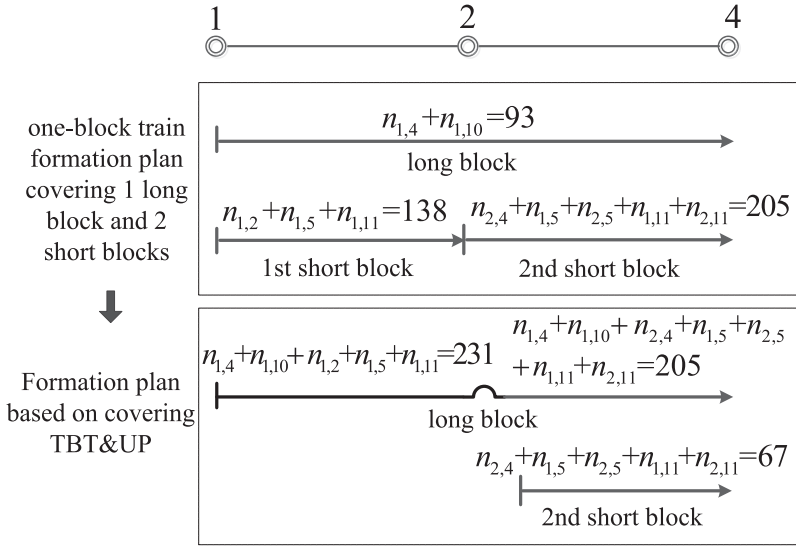 1 2 4
one-block train
formation plan
covering 1 long
block and 2
short blocks
n1,4+n1,10=93
long block
n1,2+n1,5+n1,11=138
n2,4+n1,5+n2,5+n1,11+n2,11=205
1st short block
2nd short block
Formation plan
based on covering
TBT&UP
n1,4+n1,10+n1,2+n1,5+n1,11=231
n1,4+n1,10+n2,4+n1,5+n2,5
+n1,11+n2,11=205
long block
n2,4+n1,5+n2,5+n1,11+n2,11=67
2nd short block